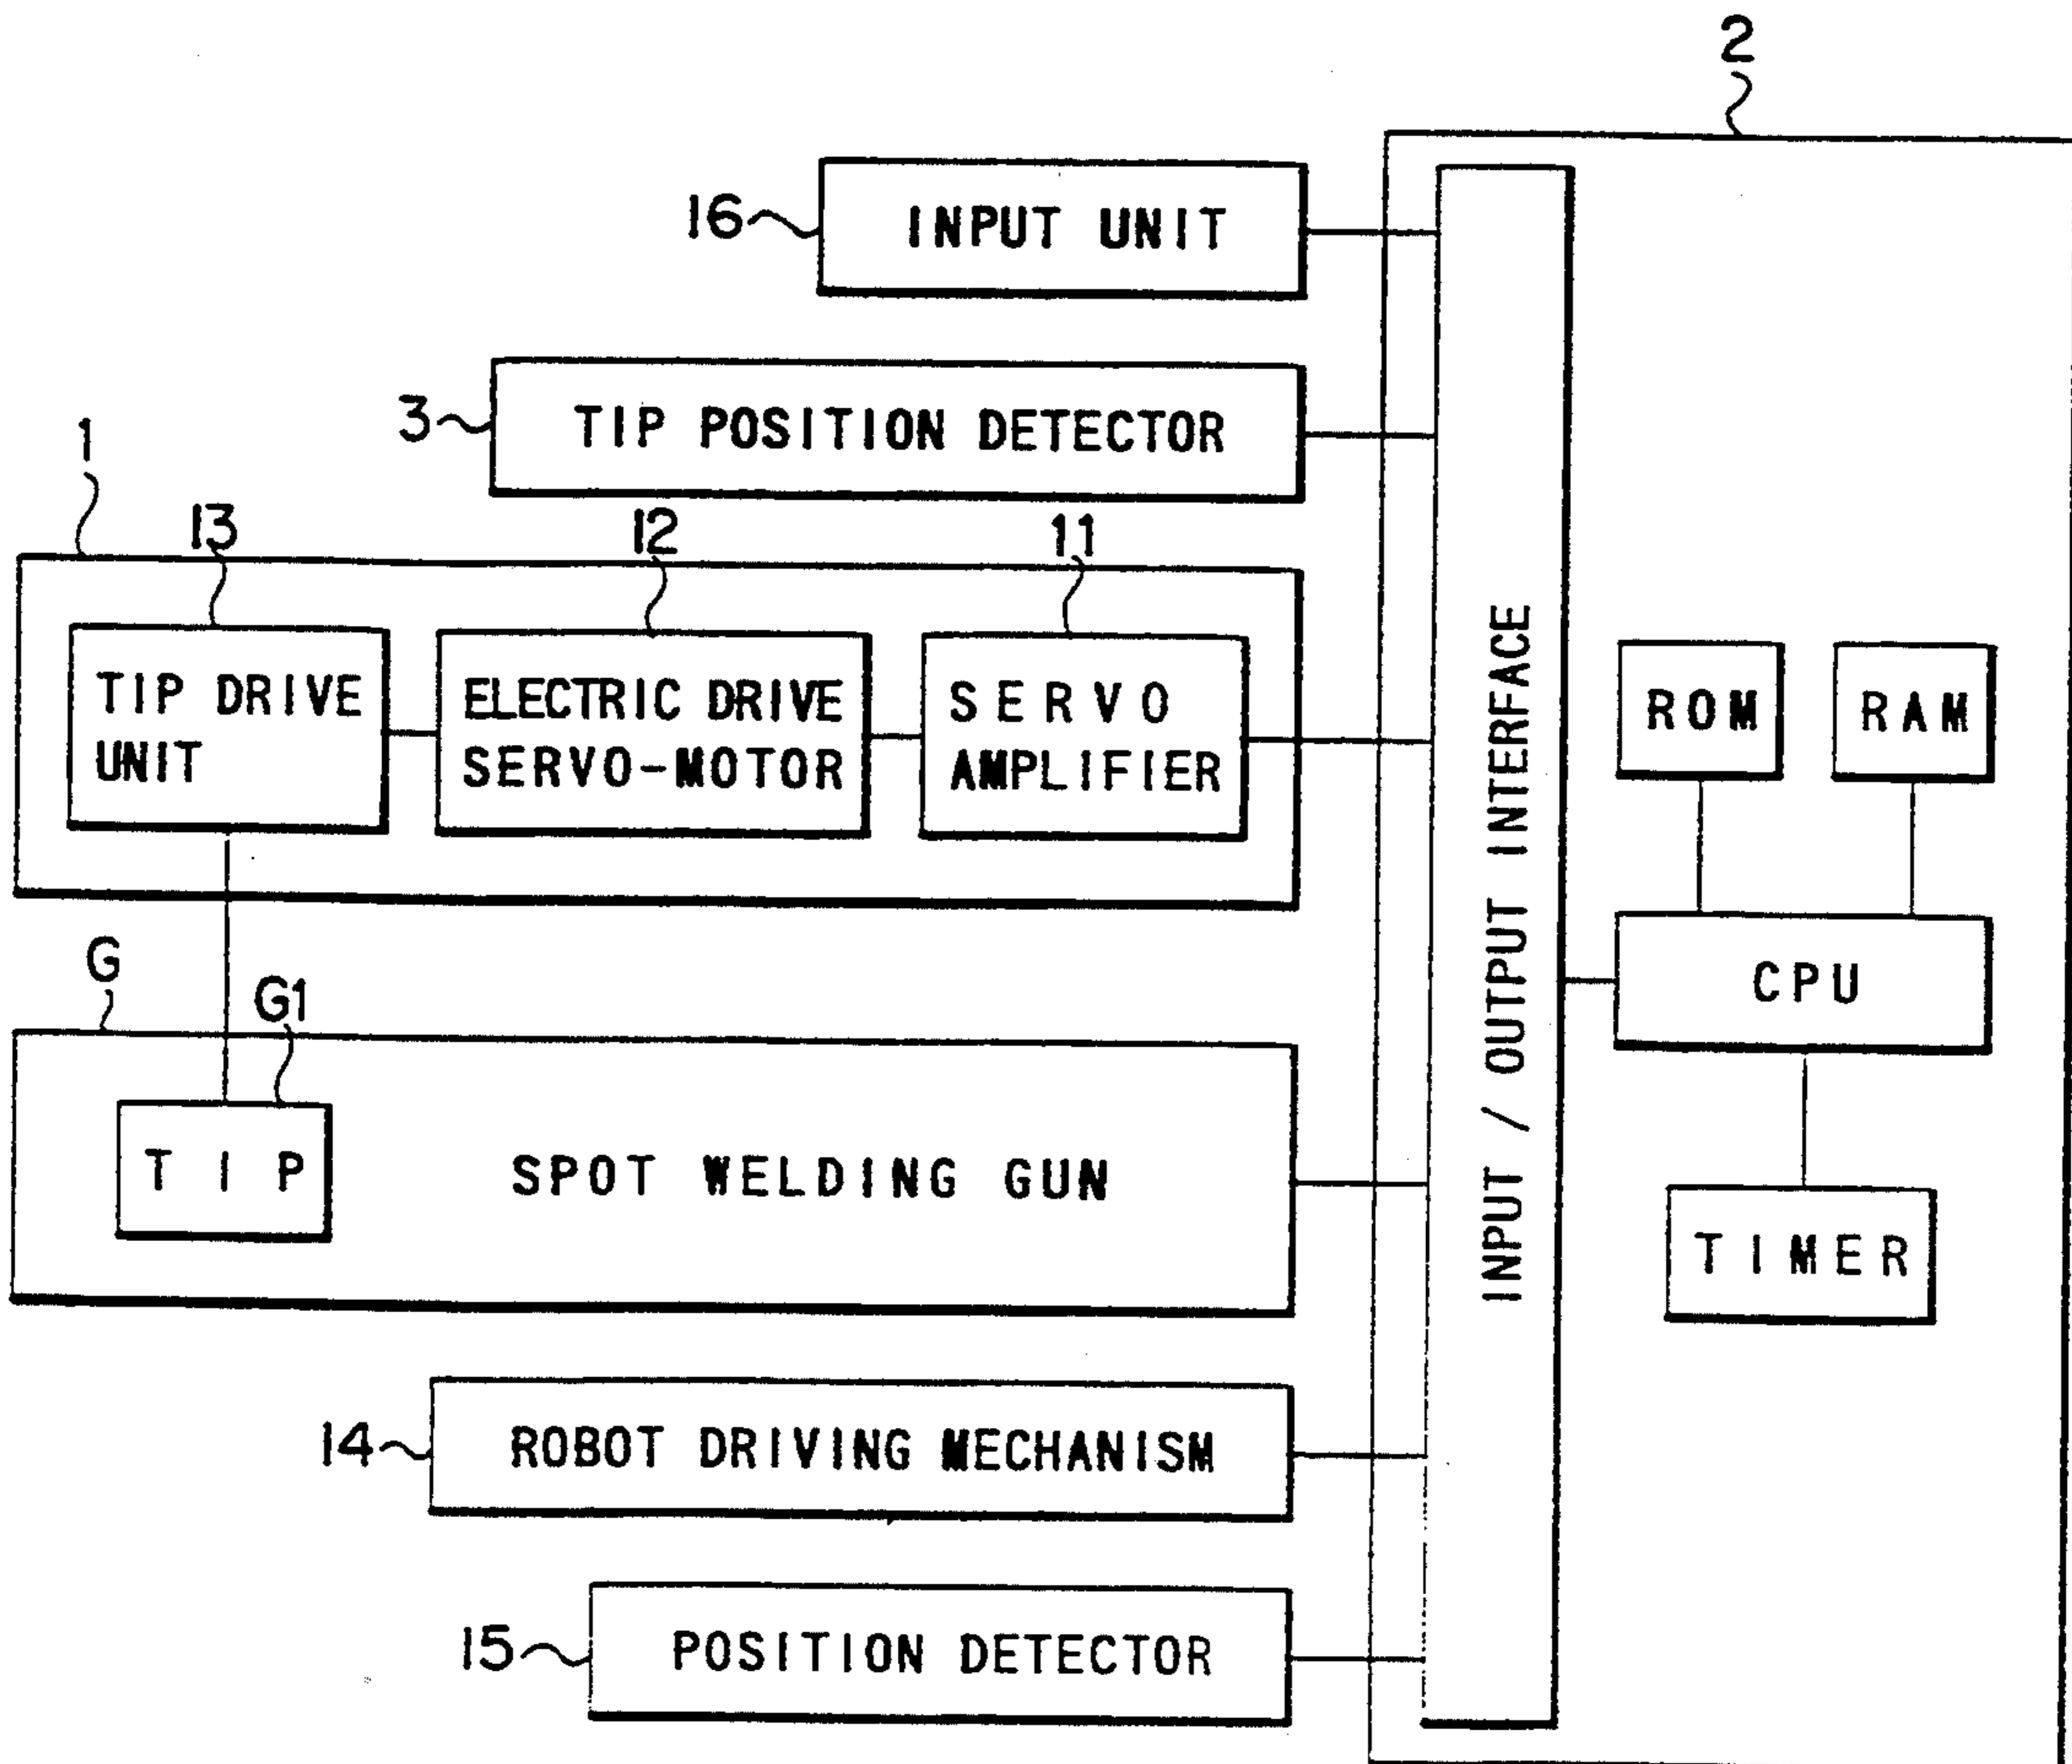 2
16
INPUT UNIT
3
TIP POSITION DETECTOR
1
13
12
11
TIP DRIVE
UNIT
ELECTRIC DRIVE
SERVO-MOTOR
SERVO
AMPLIFIER
G
G1
TIP
SPOT WELDING GUN
14
ROBOT DRIVING MECHANISM
15
POSITION DETECTOR
INPUT / OUTPUT INTERFACE
ROM
RAM
CPU
TIMER